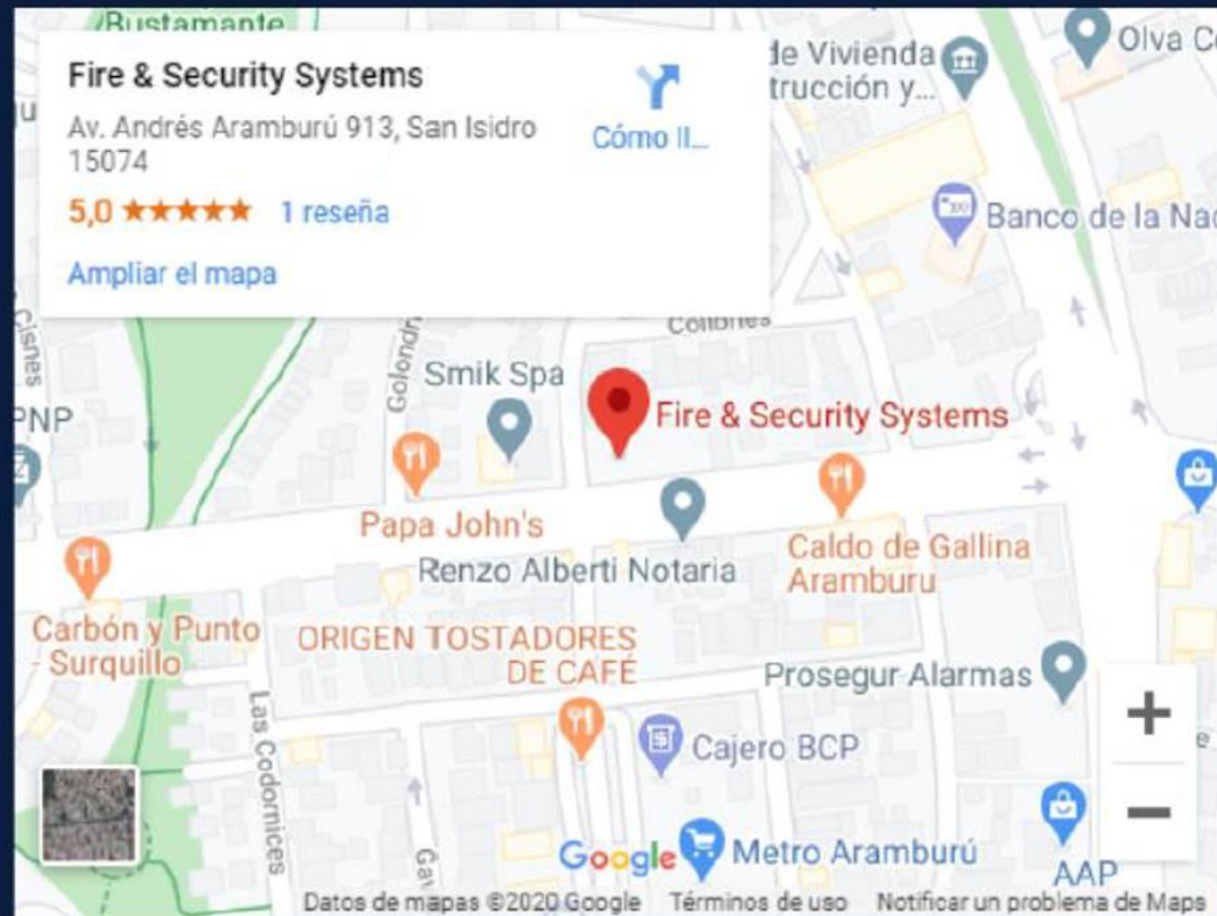 Bustamante
Fire & Security Systems
Av. Andrés Aramburú 913, San Isidro
15074
Cómo ll...
5,0
1 reseña
Ampliar el mapa
de Vivienda
trucción y...
Olva
Banco de la
Cisnes
PNP
Colibríes
Smik Spa
Fire & Security Systems
Papa John's
Renzo Alberti Notaria
Caldo de Gallina
Aramburu
Carbón y Punto
- Surquillo
ORIGEN TOSTADORES
DE CAFÉ
Prosegur Alarmas
Las Codornices
Cajero BCP
+
−
Google
Metro Aramburú
AAP
Datos de mapas ©2020 Google Términos de uso Notificar un problema de Maps